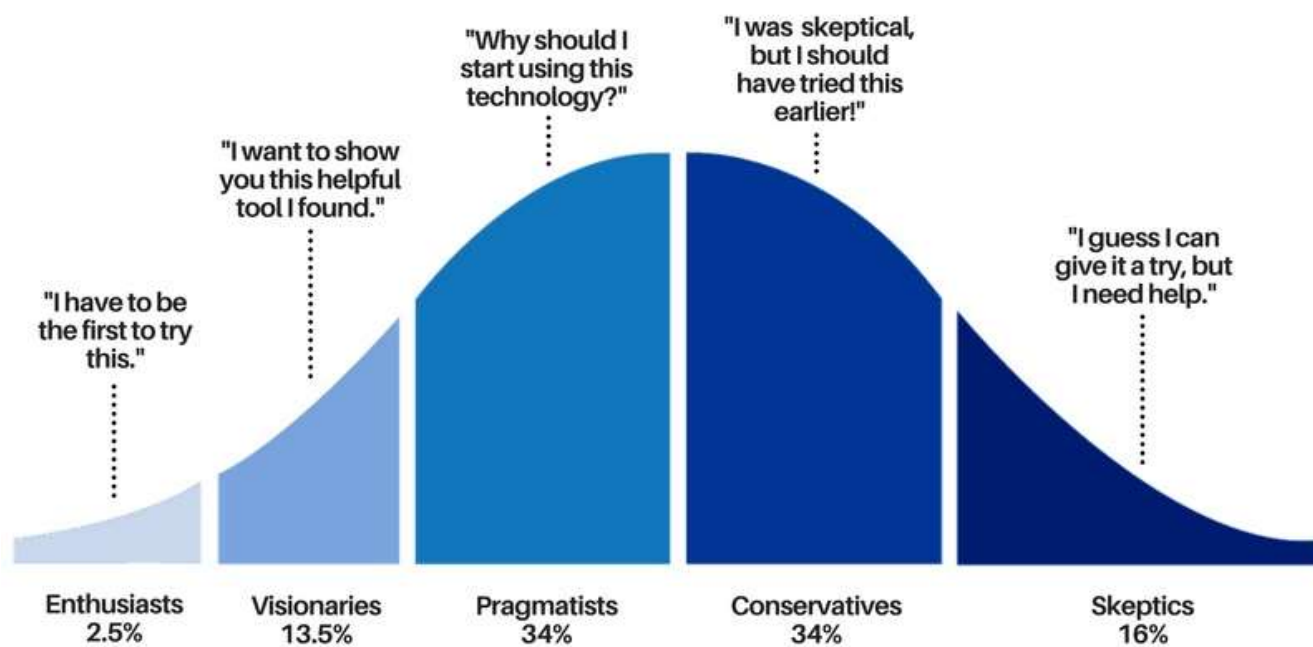 "I have to be
the first to try
this."
"I want to show
you this helpful
tool I found."
"Why should I
start using this
technology?"
"I was skeptical,
but I should
have tried this
earlier!"
"I guess I can
give it a try, but
I need help."
Enthusiasts
2.5%
Visionaries
13.5%
Pragmatists
34%
Conservatives
34%
Skeptics
16%